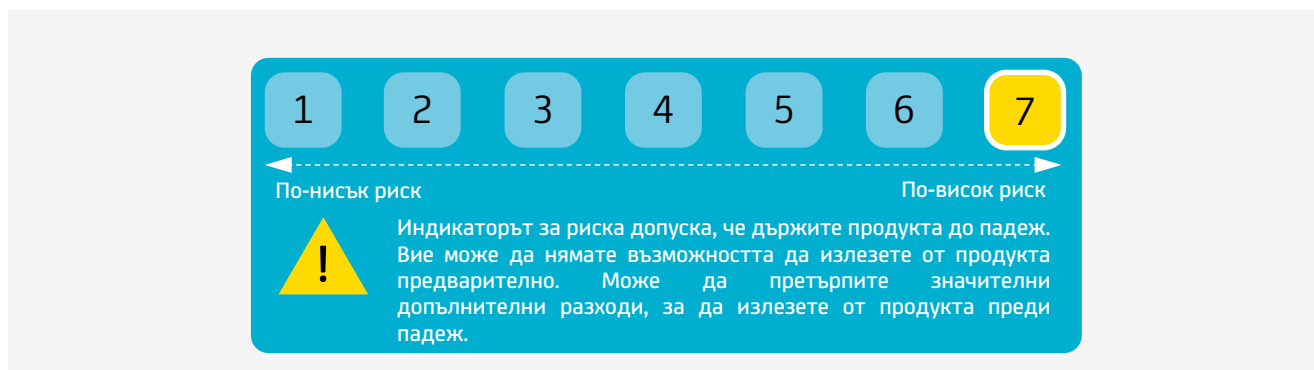 1 2 3 4 5 6 7
По-нисък риск По-висок риск
!
Индикаторът за риска допуска, че държите продукта до падеж.
Вие може да нямате възможността да излезете от продукта
предварително. Може да претърпите значителни
допълнителни разходи, за да излезете от продукта преди
падеж.